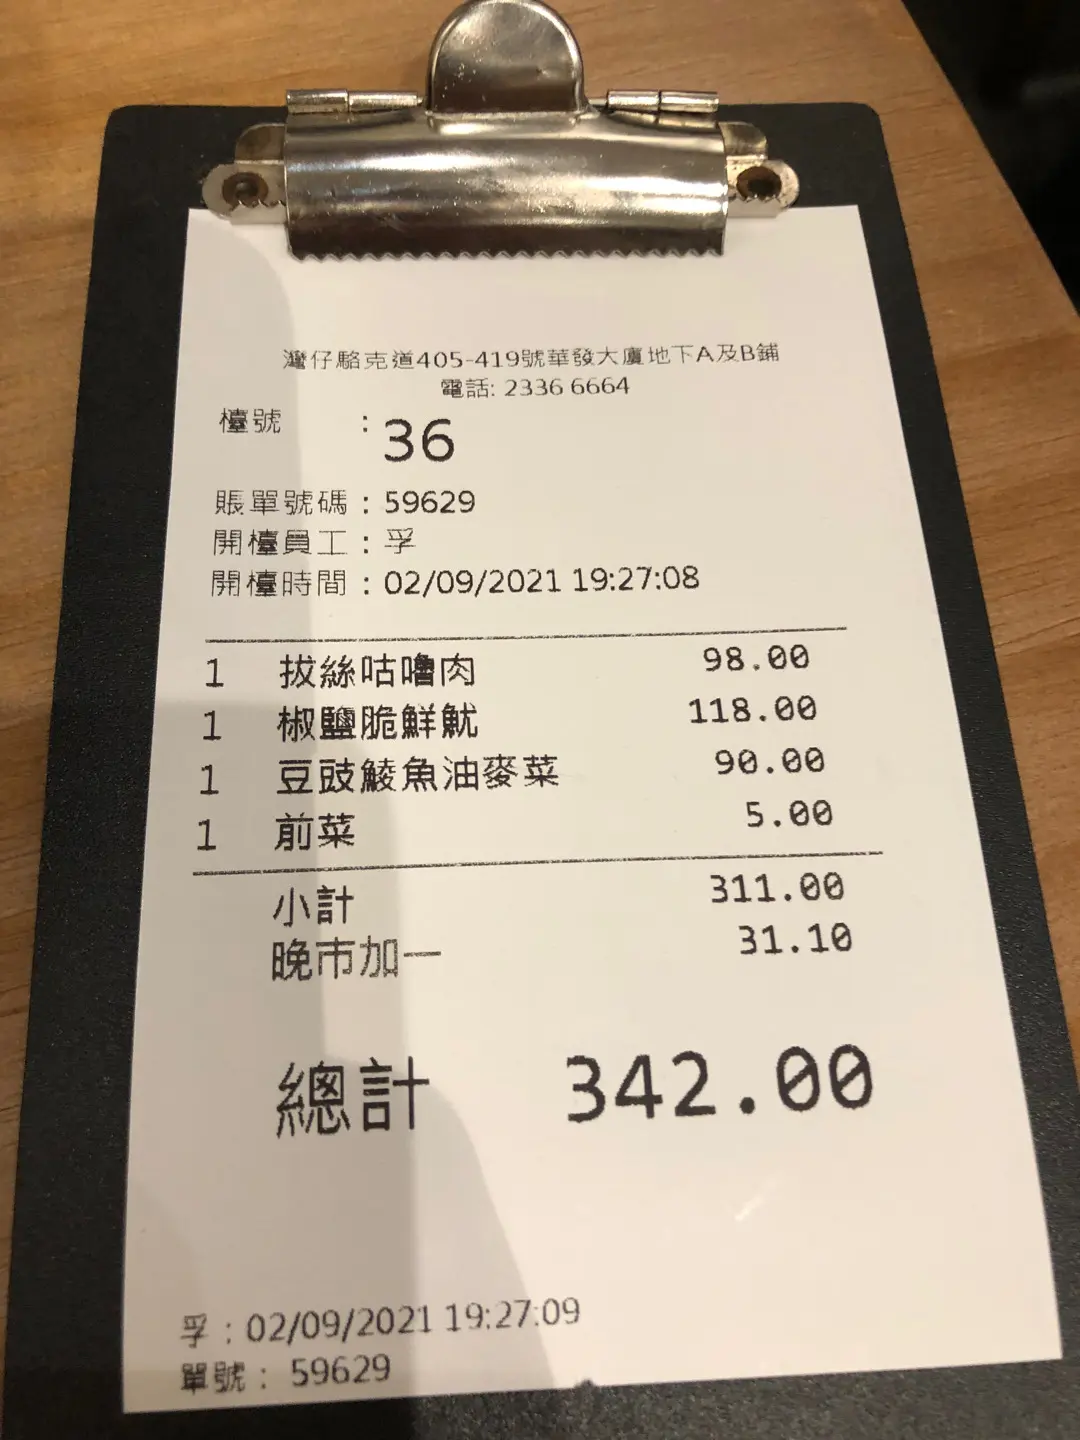 灣仔駱克道405-419號華發大廈地下A及B鋪
電話: 2336 6664
檯號 : 36
賬單號碼 : 59629
開檯員工 : 孚
開檯時間 : 02/09/2021 19:27:08
1 拔絲咕嚕肉 98.00
1 椒鹽脆鮮魷 118.00
1 豆豉鯪魚油麥菜 90.00
1 前菜 5.00
小計 311.00
晚市加一 31.10
總計 342.00
孚 : 02/09/2021 19:27:09
單號 : 59629